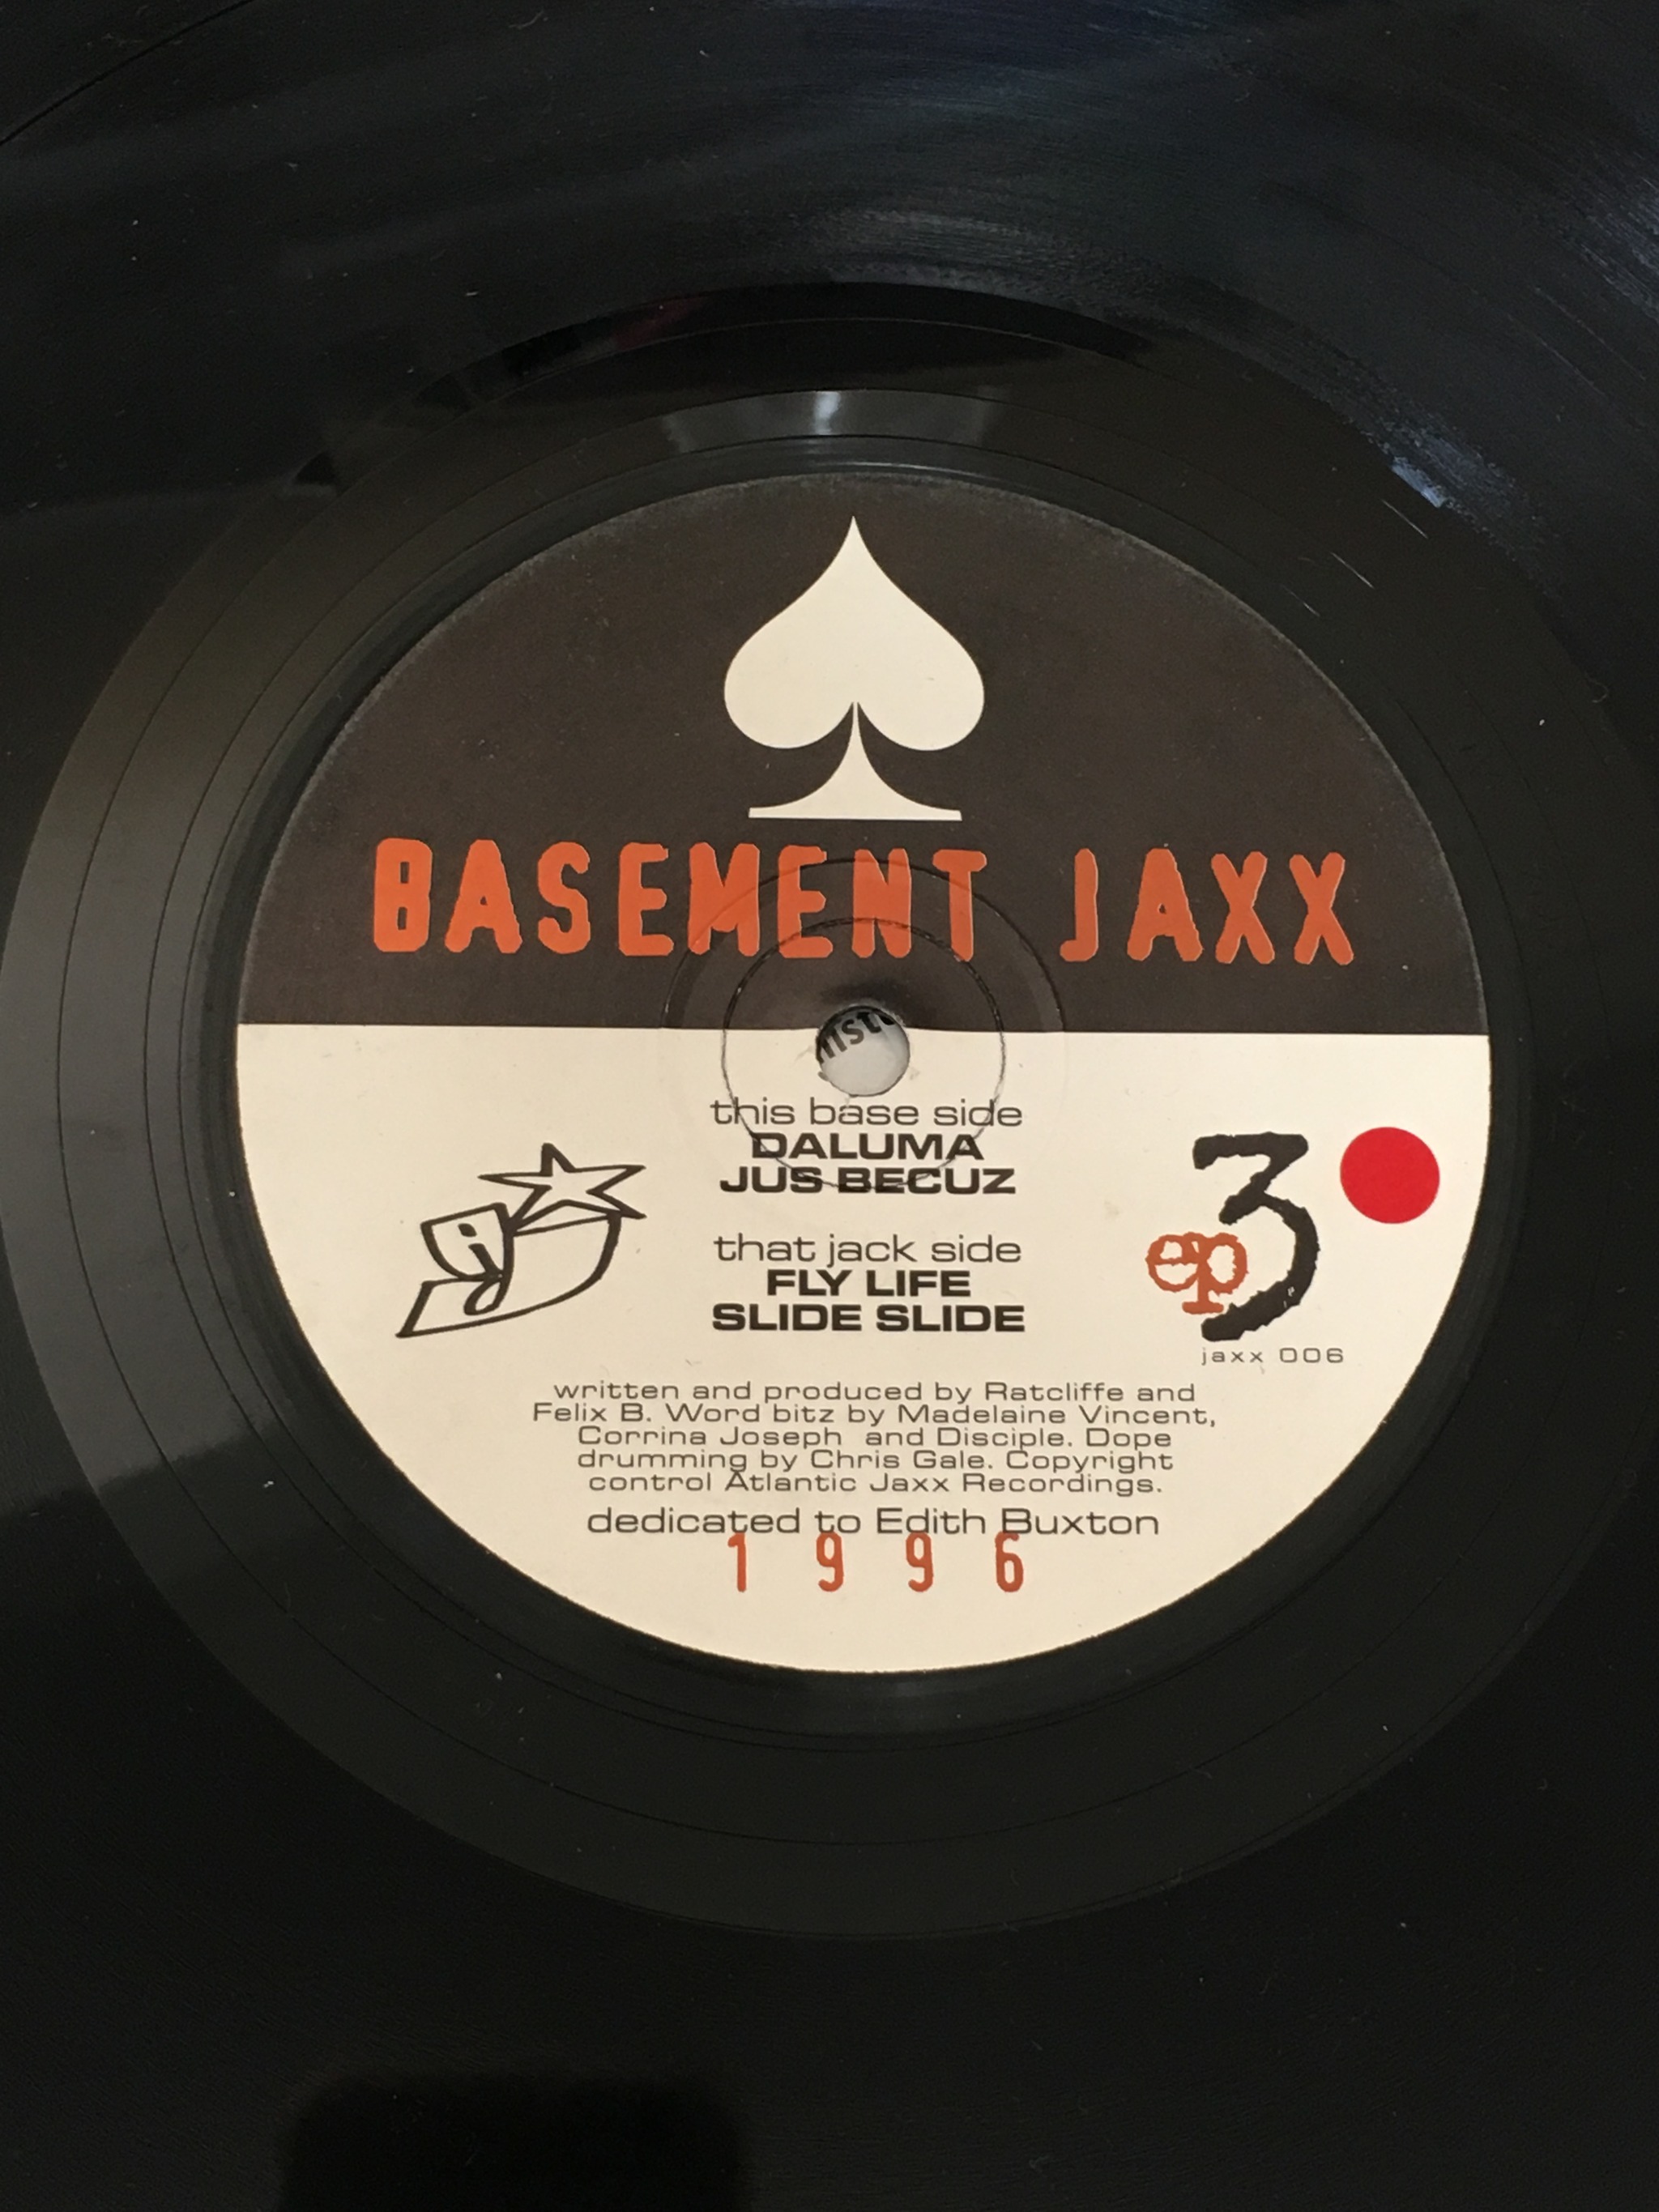 BASEMENT JAXX
this base side
DALUMA
JUS BECUZ
that jack side
FLY LIFE
SLIDE SLIDE
ep3
jaxx 006
written and produced by Ratcliffe and
Felix B. Word bitz by Madelaine Vincent,
Corrina Joseph and Disciple. Dope
drumming by Chris Gale. Copyright
control Atlantic Jaxx Recordings.
dedicated to Edith Buxton
1996